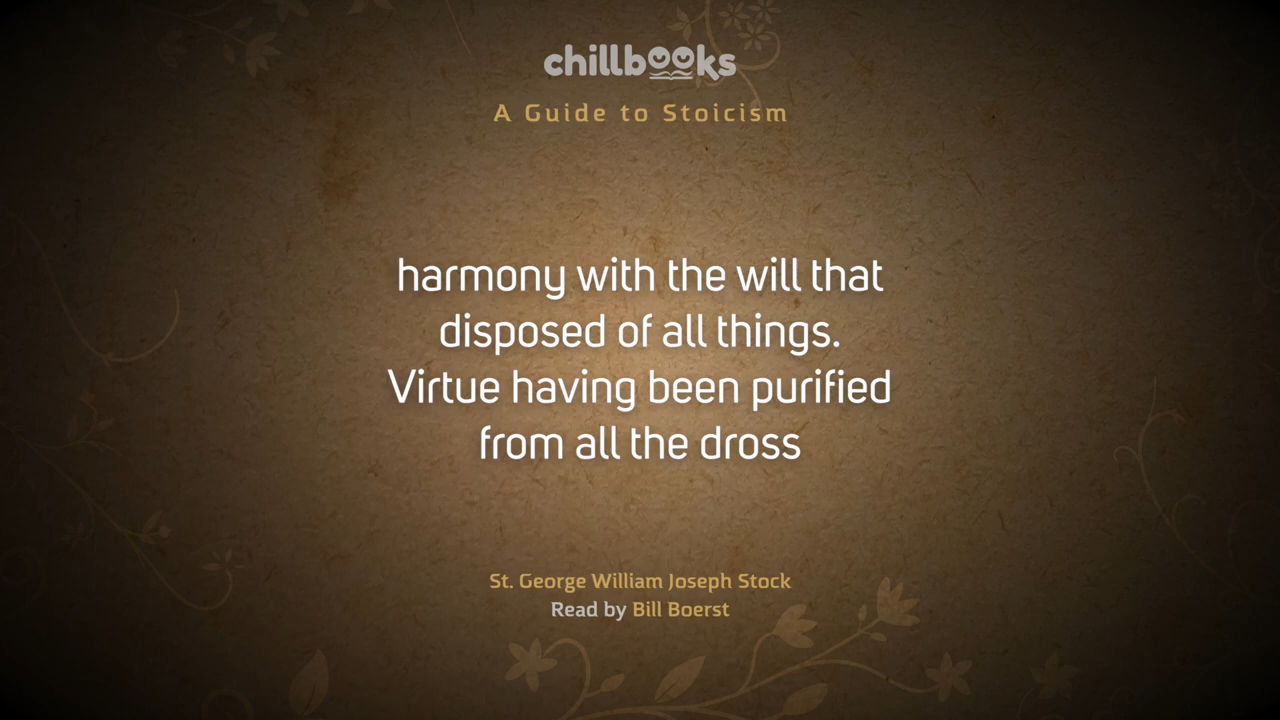 chillbooks
A Guide to Stoicism
harmony with the will that
disposed of all things.
Virtue having been purified
from all the dross
St. George William Joseph Stock
Read by Bill Boerst